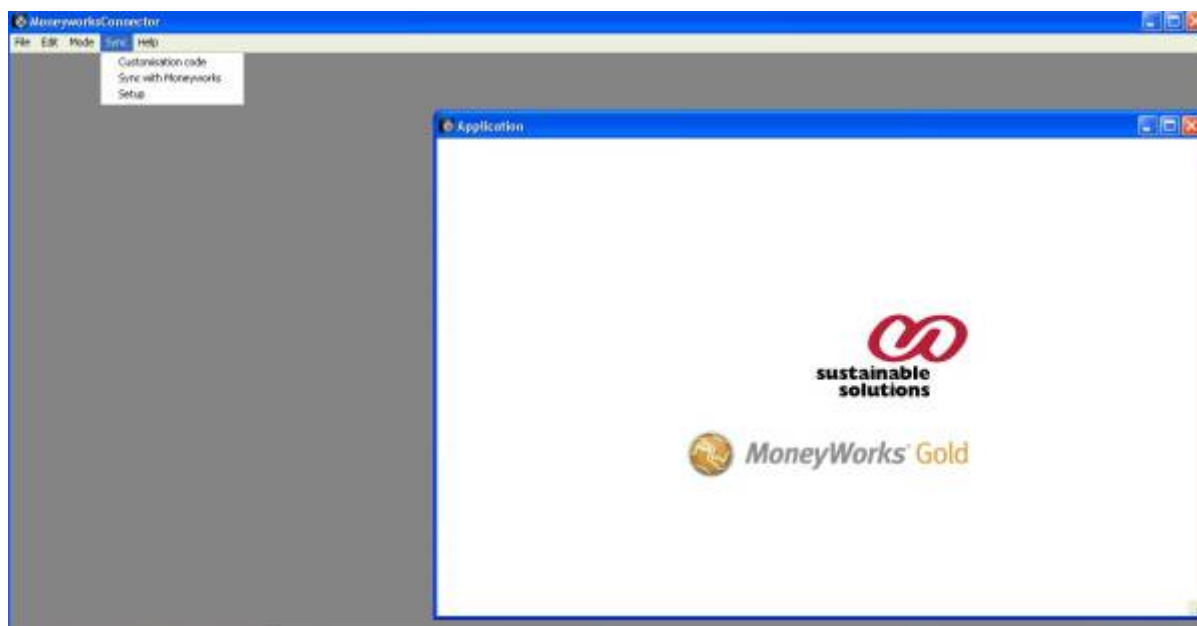 MoneyworksConnector
File Edit Mode Sync Help
Customisation code
Sync with Moneyworks
Setup
Application
sustainable
solutions
MoneyWorks Gold